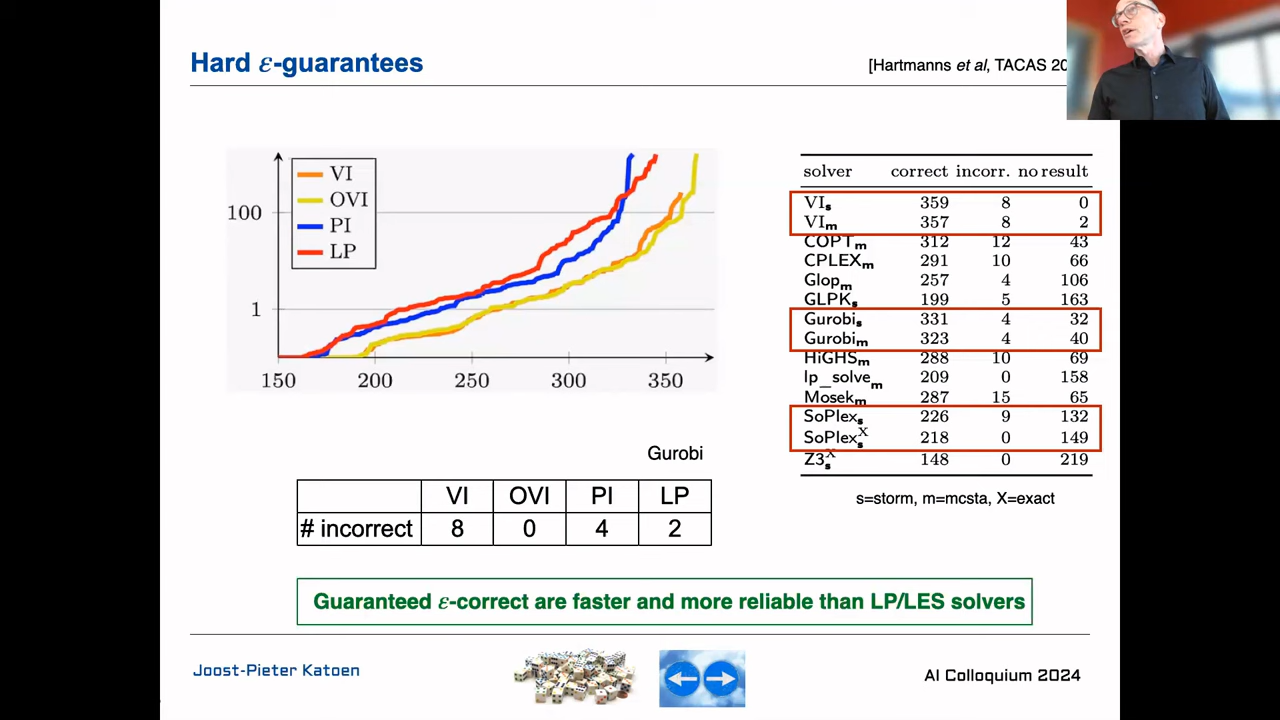 Hard ε-guarantees
[Hartmanns et al, TACAS 20
VI
OVI
PI
LP
100
1
150 200 250 300 350
solver correct incorr. no result
VIs 359 8 0
VIm 357 8 2
COPTm 312 12 43
CPLEXm 291 10 66
Glopm 257 4 106
GLPKs 199 5 163
Gurobis 331 4 32
Gurobim 323 4 40
HiGHSm 288 10 69
lp_solvem 209 0 158
Mosekm 287 15 65
SoPlexs 226 9 132
SoPlexsX 218 0 149
Z3sX 148 0 219
s=storm, m=mcsta, X=exact
Gurobi
VI OVI PI LP
# incorrect 8 0 4 2
Guaranteed ε-correct are faster and more reliable than LP/LES solvers
Joost-Pieter Katoen
AI Colloquium 2024